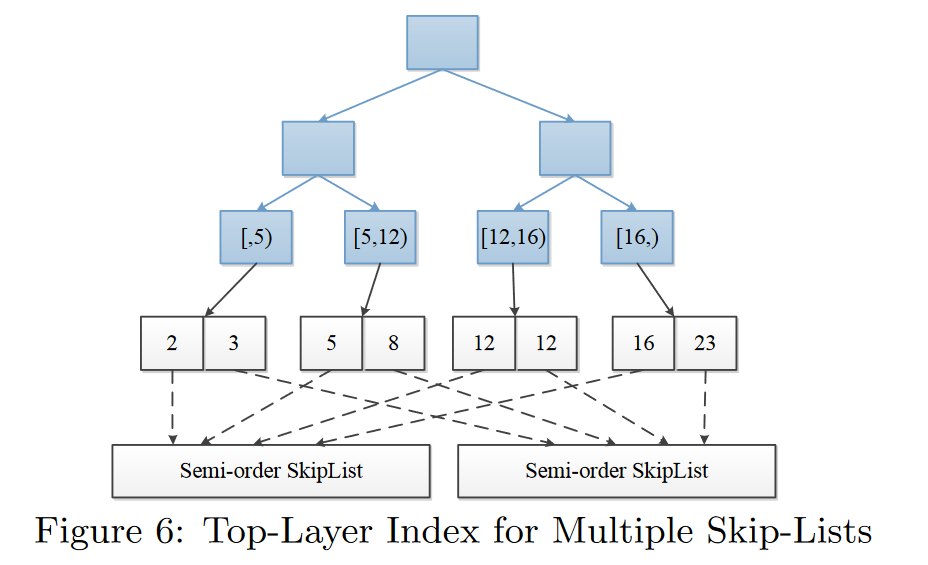 [,5) [5,12) [12,16) [16,)
2 3 5 8 12 12 16 23
Semi-order SkipList Semi-order SkipList
Figure 6: Top-Layer Index for Multiple Skip-Lists